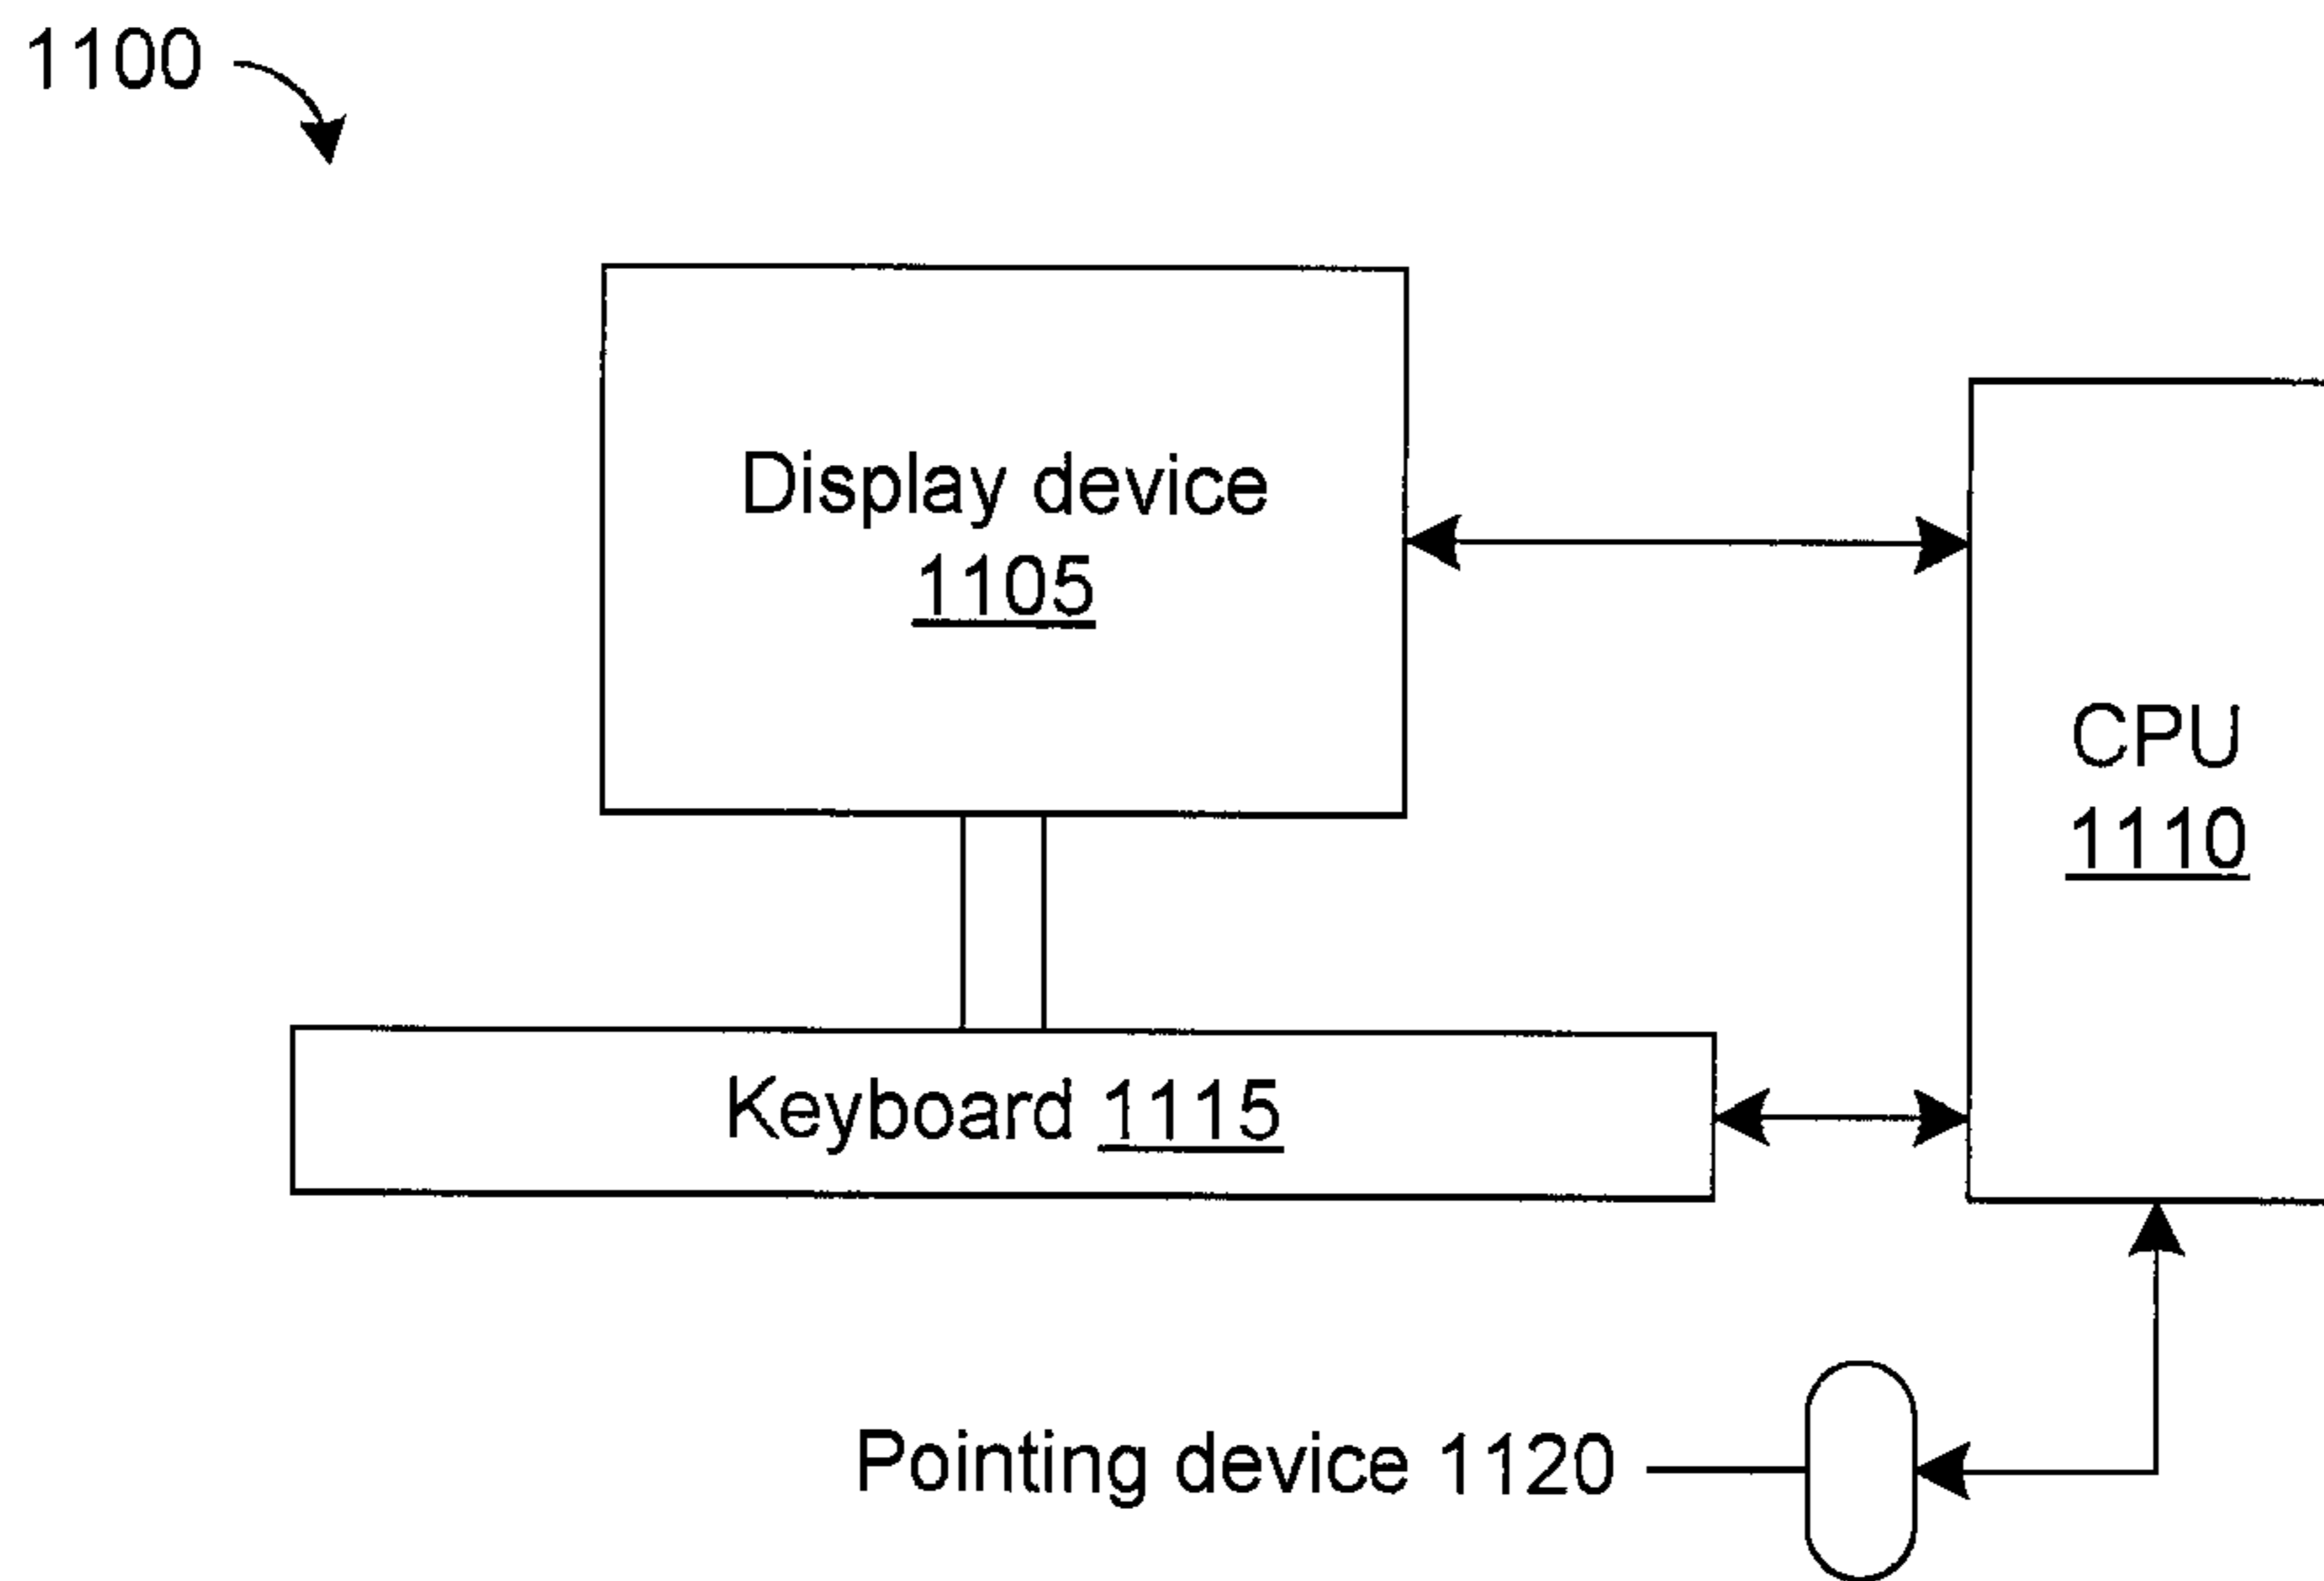 1100
Display device
1105
CPU
1110
Keyboard 1115
Pointing device 1120